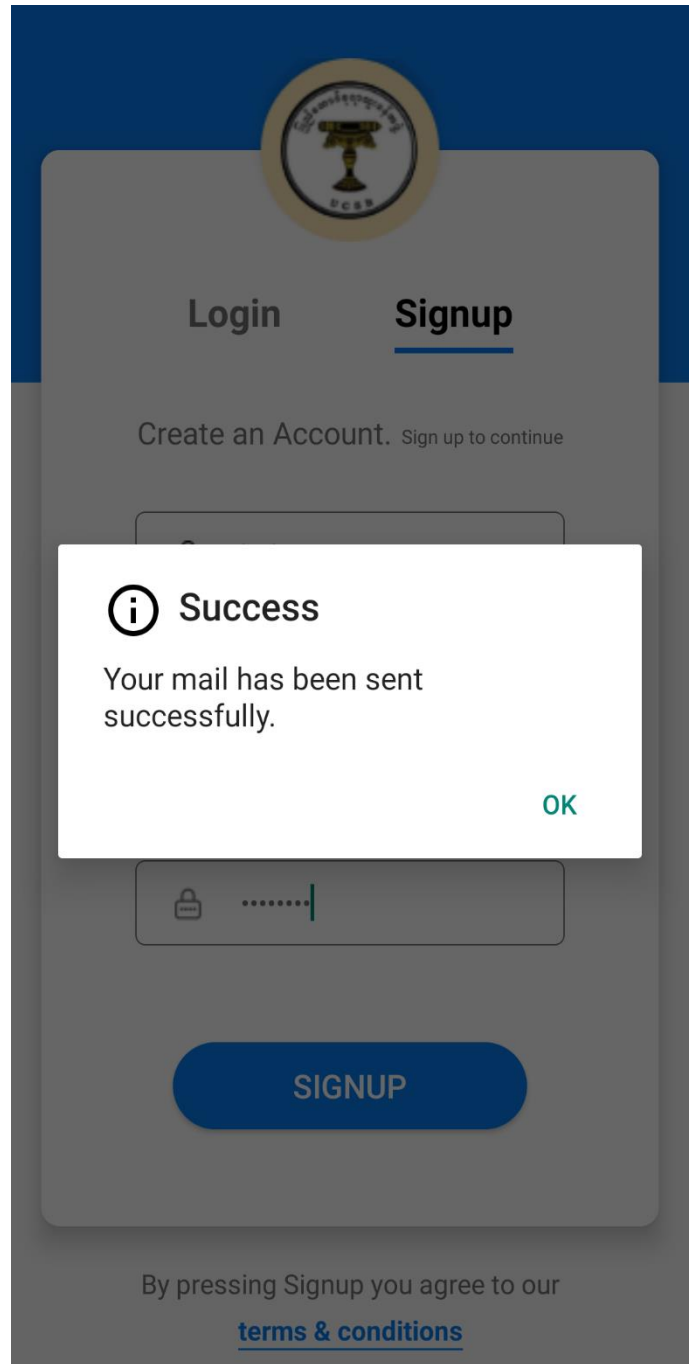 UCSB
Login Signup
Create an Account. Sign up to continue
Success
Your mail has been sent
successfully.
OK
SIGNUP
By pressing Signup you agree to our
terms & conditions